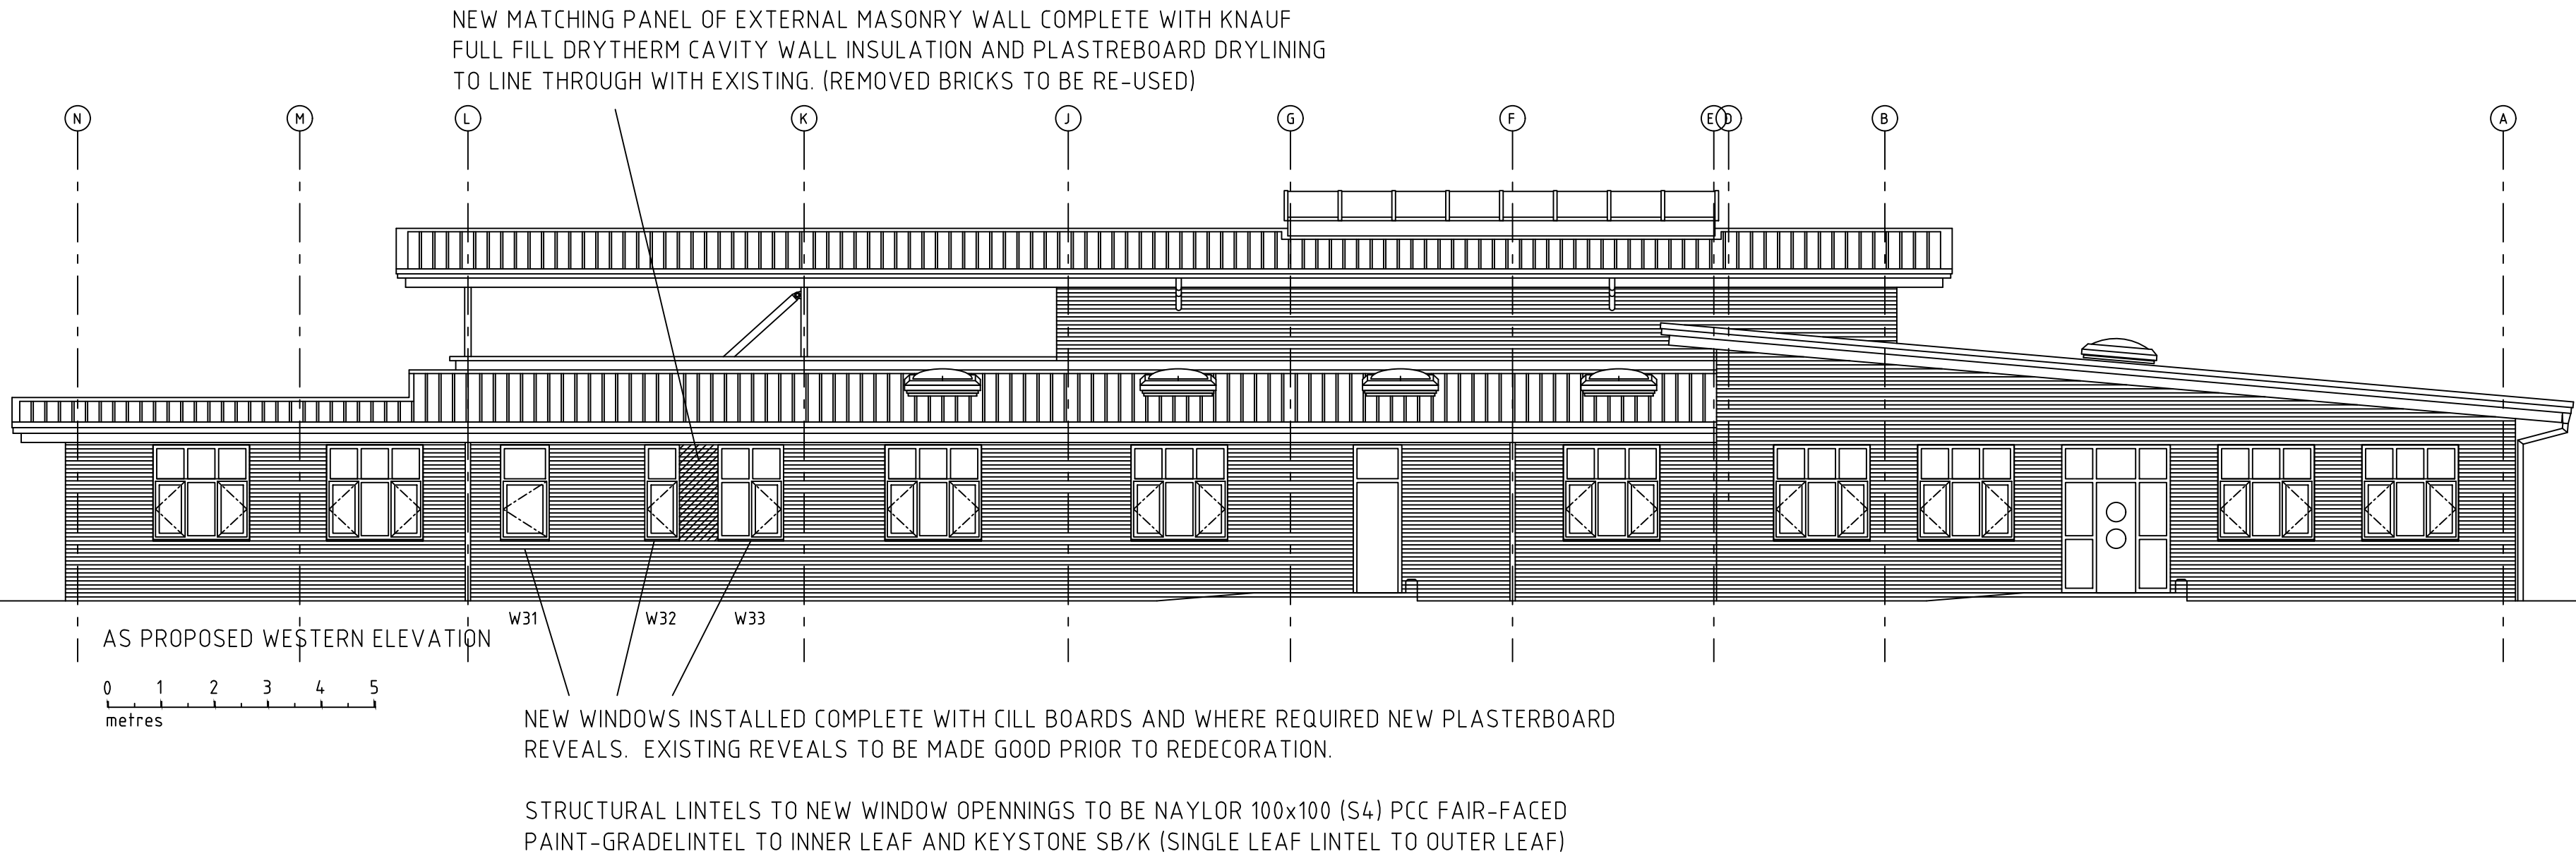 NEW MATCHING PANEL OF EXTERNAL MASONRY WALL COMPLETE WITH KNAUF
FULL FILL DRYTHERM CAVITY WALL INSULATION AND PLASTREBOARD DRYLINING
TO LINE THROUGH WITH EXISTING. (REMOVED BRICKS TO BE RE-USED)
N M L K J G F E D B A
W31 W32 W33
AS PROPOSED WESTERN ELEVATION
0 1 2 3 4 5
metres
NEW WINDOWS INSTALLED COMPLETE WITH CILL BOARDS AND WHERE REQUIRED NEW PLASTERBOARD
REVEALS. EXISTING REVEALS TO BE MADE GOOD PRIOR TO REDECORATION.
STRUCTURAL LINTELS TO NEW WINDOW OPENNINGS TO BE NAYLOR 100x100 (S4) PCC FAIR-FACED
PAINT-GRADELINTEL TO INNER LEAF AND KEYSTONE SB/K (SINGLE LEAF LINTEL TO OUTER LEAF)